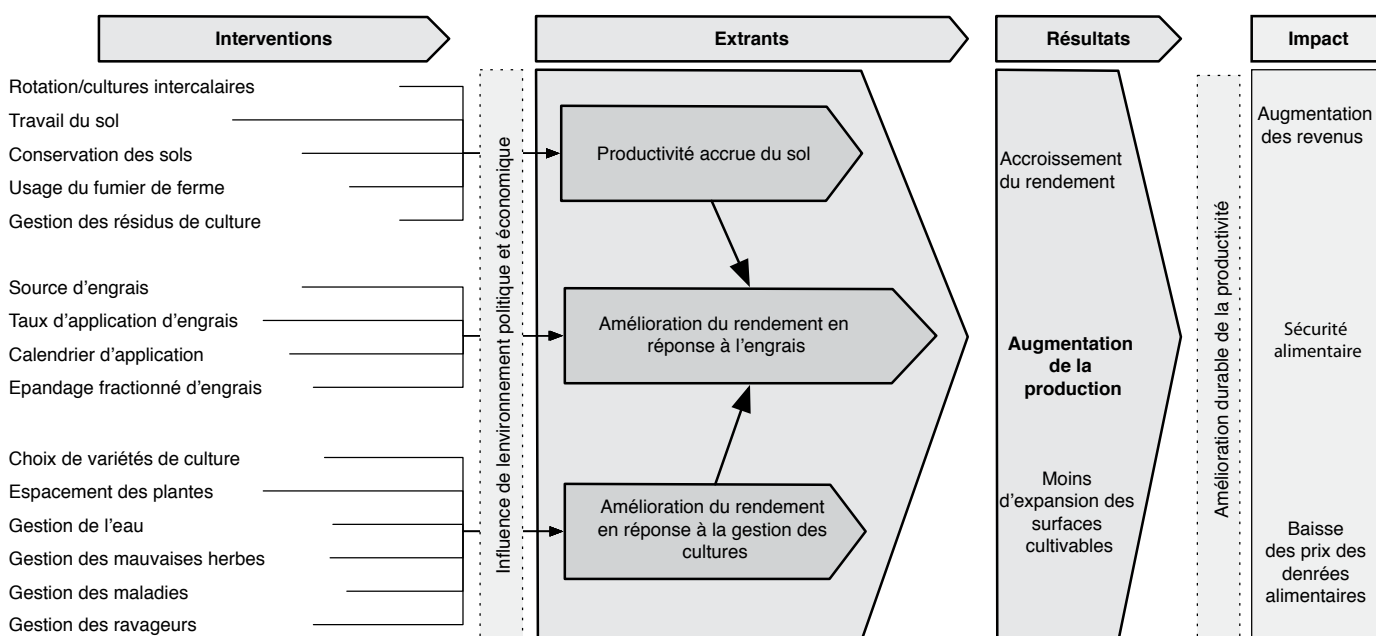 Interventions
Extrants
Résultats
Impact
Rotation/cultures intercalaires
Travail du sol
Conservation des sols
Usage du fumier de ferme
Gestion des résidus de culture
Source d'engrais
Taux d'application d'engrais
Calendrier d'application
Epandage fractionné d'engrais
Choix de variétés de culture
Espacement des plantes
Gestion de l'eau
Gestion des mauvaises herbes
Gestion des maladies
Gestion des ravageurs
Influence de lenvironnement politique et économique
Productivité accrue du sol
Amélioration du rendement en
réponse à l'engrais
Amélioration du rendement
en réponse à la gestion des
cultures
Accroissement
du rendement
Augmentation
de la
production
Moins
d'expansion des
surfaces
cultivables
Amélioration durable de la productivité
Augmentation
des revenus
Sécurité
alimentaire
Baisse
des prix des
denrées
alimentaires